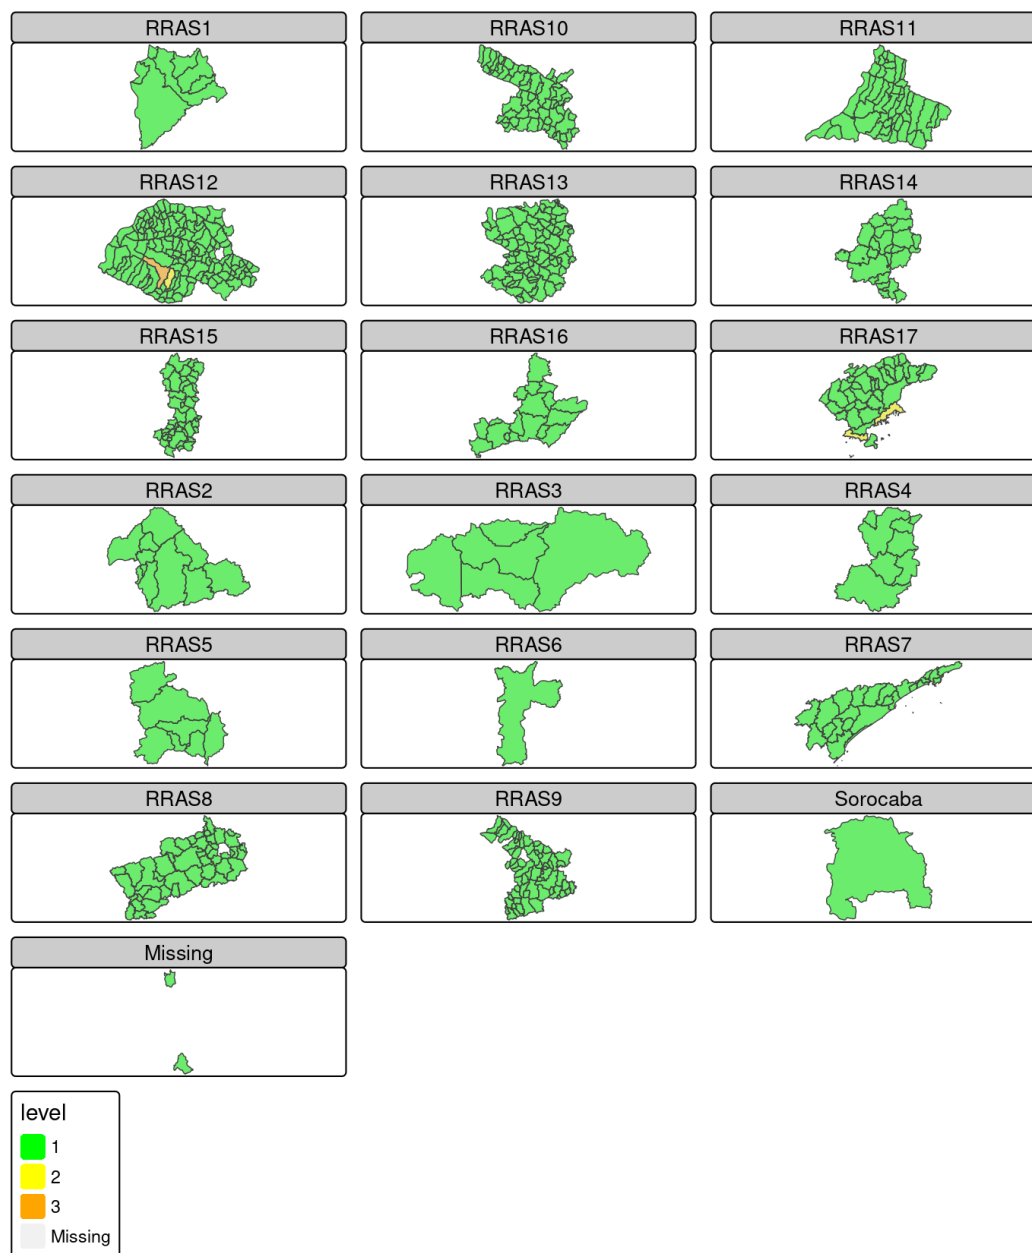 RRAS1
RRAS10
RRAS11
RRAS12
RRAS13
RRAS14
RRAS15
RRAS16
RRAS17
RRAS2
RRAS3
RRAS4
RRAS5
RRAS6
RRAS7
RRAS8
RRAS9
Sorocaba
Missing
level
1
2
3
Missing